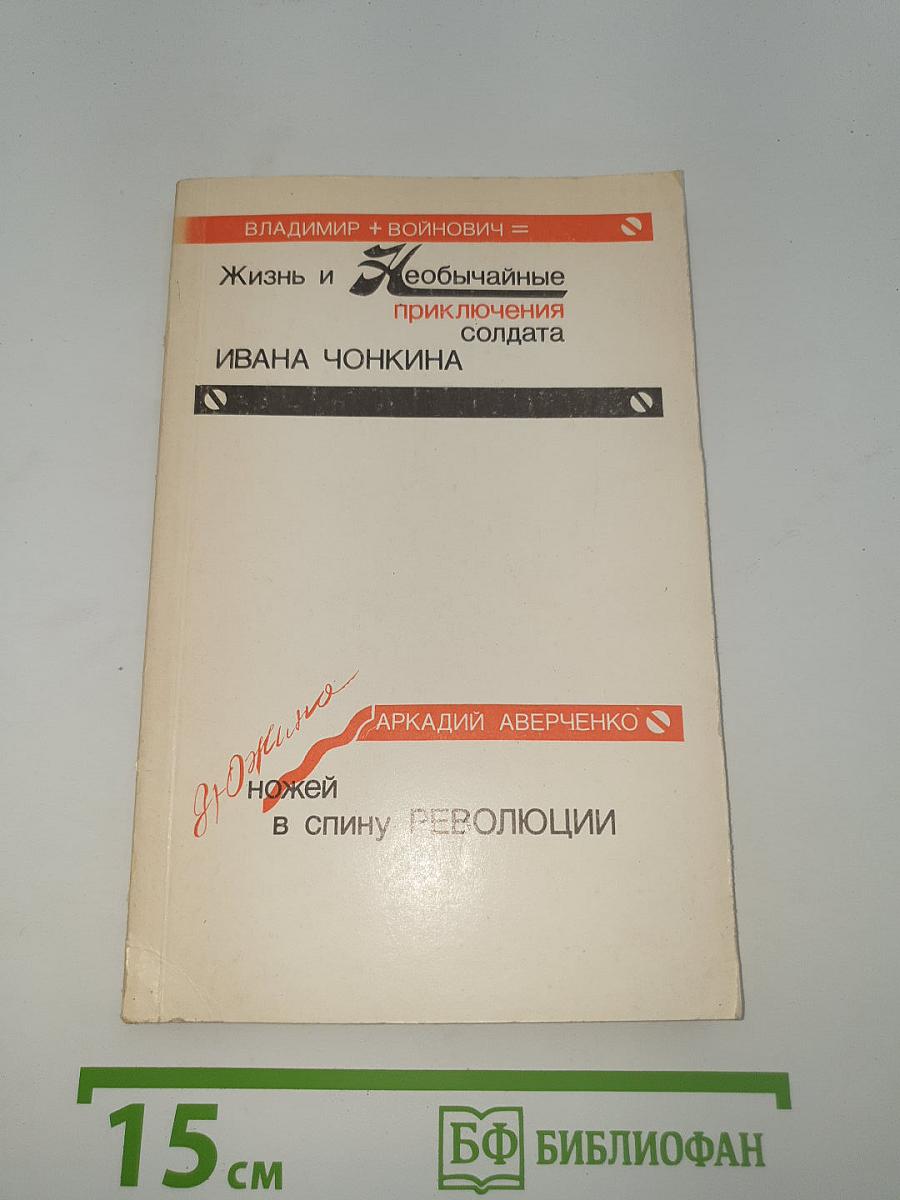 ВЛАДИМИР + ВОЙНОВИЧ =
Жизнь и Необычайные
приключения
солдата
ИВАНА ЧОНКИНА
АРКАДИЙ АВЕРЧЕНКО
дюжина
ножей
в спину РЕВОЛЮЦИИ
15 см
БФ БИБЛИОФАН